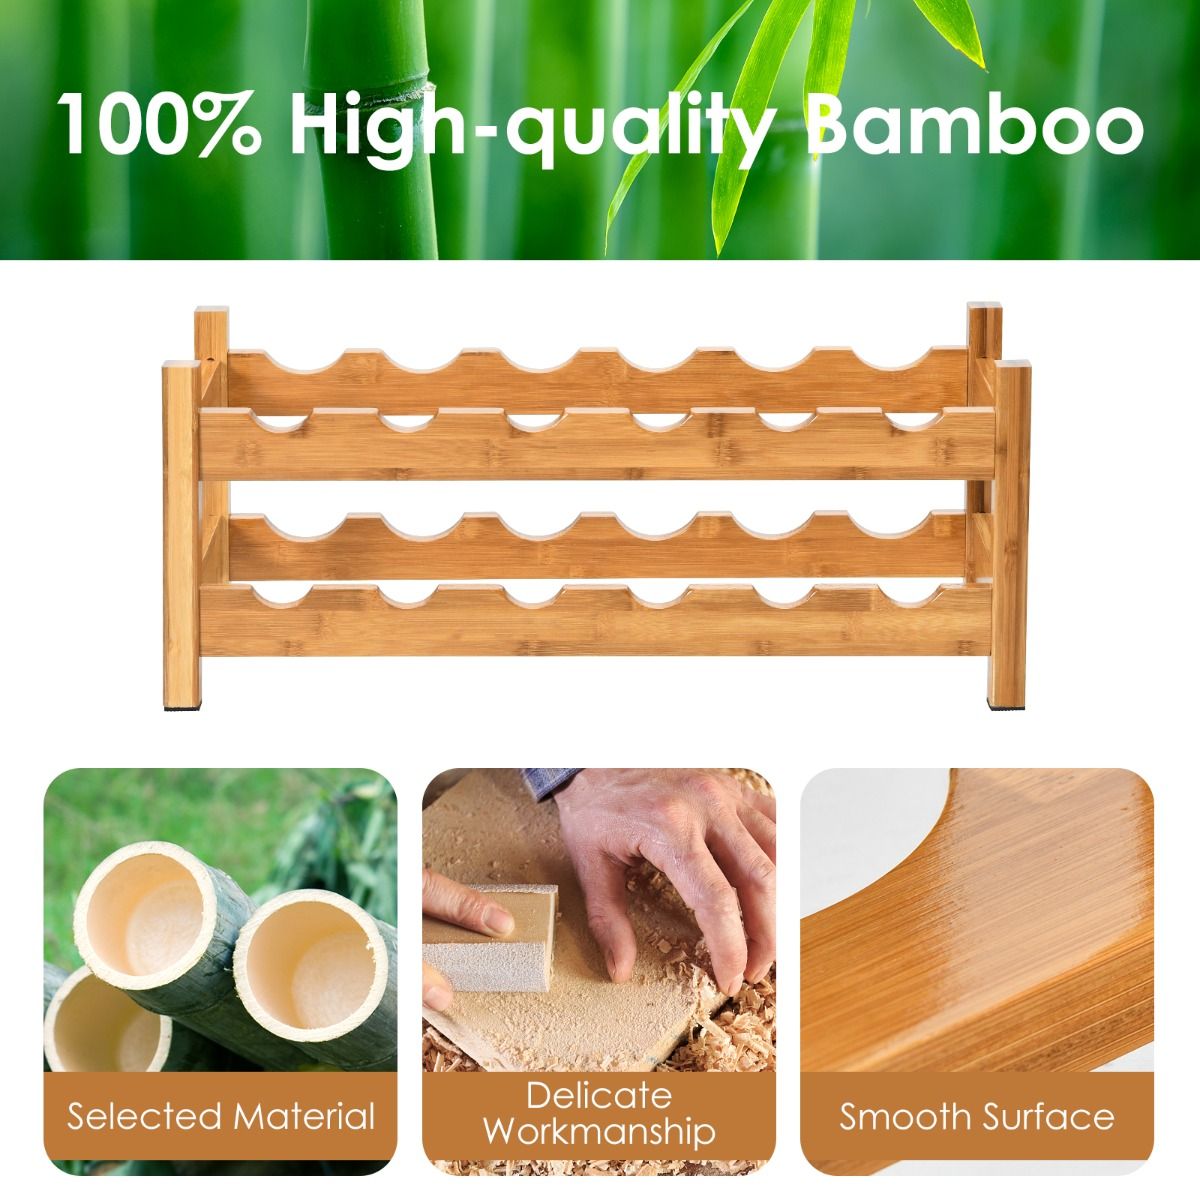 100% High-quality Bamboo
Selected Material
Delicate
Workmanship
Smooth Surface